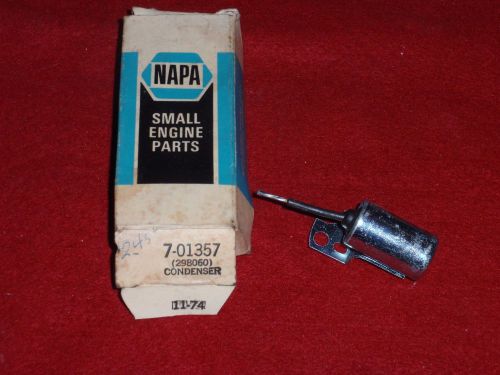 NAPA
SMALL
ENGINE
PARTS
7-01357
(298060)
CONDENSER
11-74